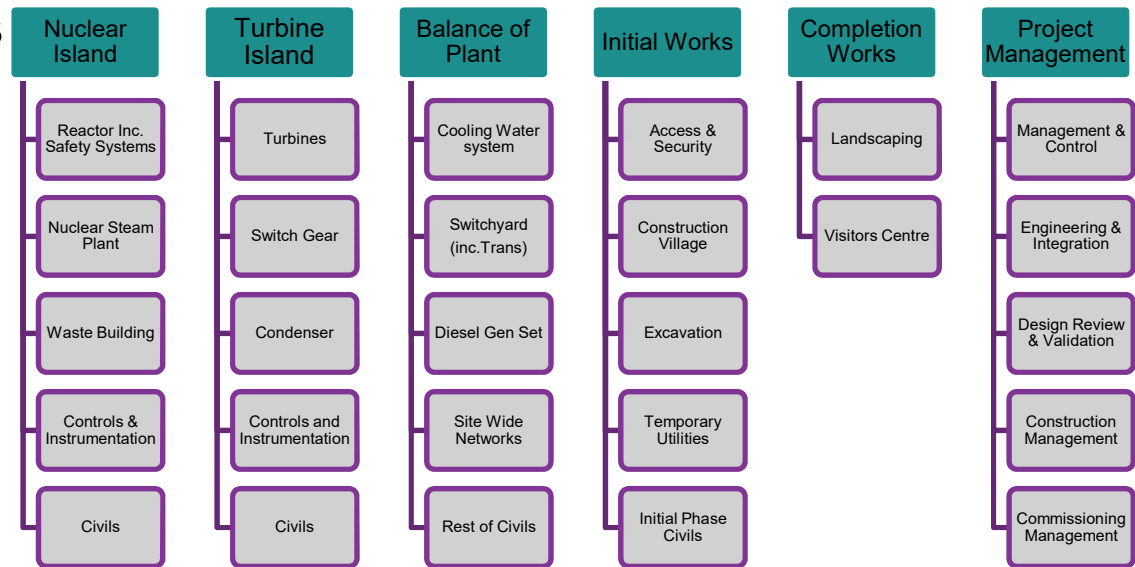 Nuclear
Island
Reactor Inc.
Safety Systems
Nuclear Steam
Plant
Waste Building
Controls &
Instrumentation
Civils
Turbine
Island
Turbines
Switch Gear
Condenser
Controls and
Instrumentation
Civils
Balance of
Plant
Cooling Water
system
Switchyard
(inc.Trans)
Diesel Gen Set
Site Wide
Networks
Rest of Civils
Initial Works
Access &
Security
Construction
Village
Excavation
Temporary
Utilities
Initial Phase
Civils
Completion
Works
Landscaping
Visitors Centre
Project
Management
Management &
Control
Engineering &
Integration
Design Review
& Validation
Construction
Management
Commissioning
Management